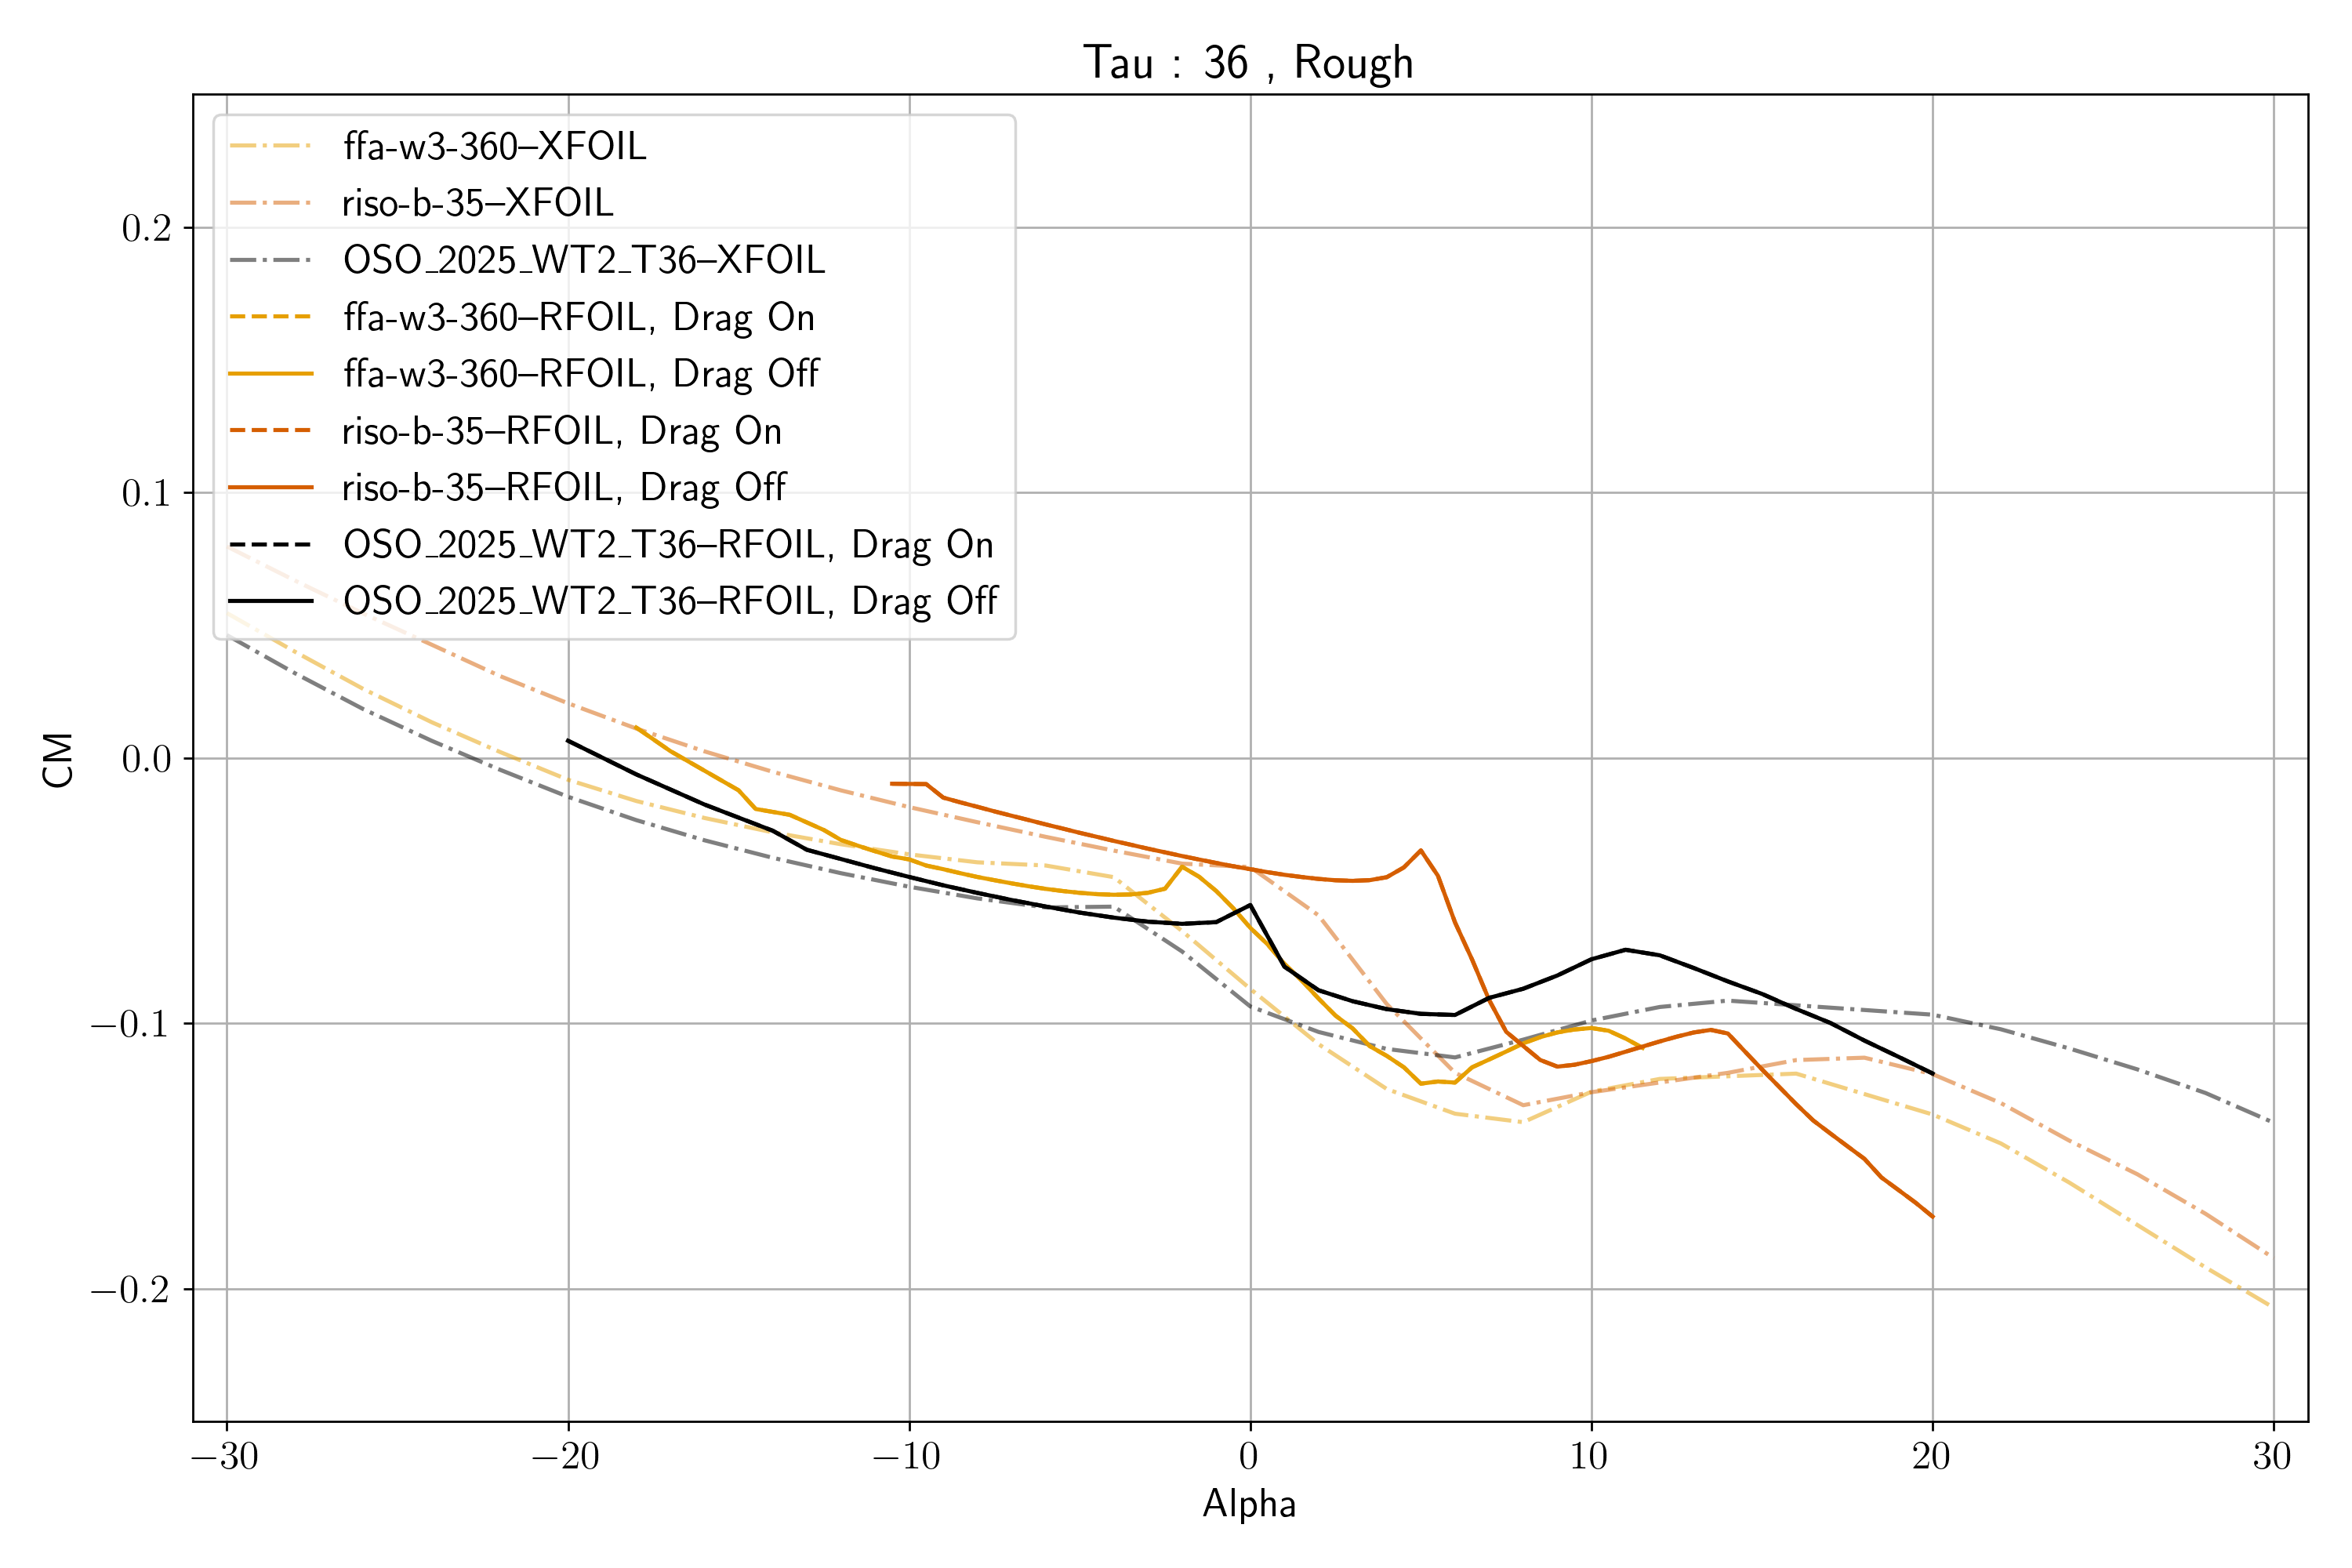 Tau : 36 , Rough
ffa-w3-360–XFOIL
riso-b-35–XFOIL
OSO_2025_WT2_T36–XFOIL
ffa-w3-360–RFOIL, Drag On
ffa-w3-360–RFOIL, Drag Off
riso-b-35–RFOIL, Drag On
riso-b-35–RFOIL, Drag Off
OSO_2025_WT2_T36–RFOIL, Drag On
OSO_2025_WT2_T36–RFOIL, Drag Off
0.2
0.1
0.0
−0.1
−0.2
CM
−30 −20 −10 0 10 20 30
Alpha